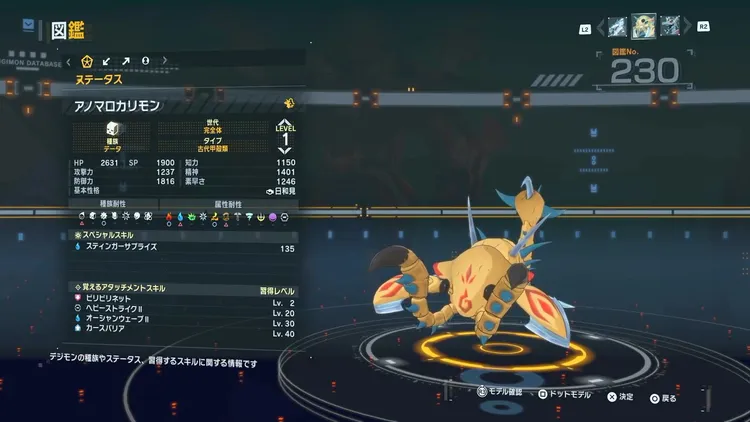 図鑑
DIGIMON DATABASE
ステータス
アノマロカリモン
種族
データ
世代
完全体
タイプ
古代甲殻類
LEVEL
1
HP 2631 SP 1900 知力 1150
攻撃力 1237 精神 1401
防御力 1816 素早さ 1246
基本性格 日和見
種族耐性 属性耐性
スペシャルスキル
スティンガーサプライズ 135
覚えるアタッチメントスキル 習得レベル
ビリビリネット Lv. 2
ヘビーストライクⅡ Lv. 20
オーシャンウェーブⅡ Lv. 30
カースバリア Lv. 40
デジモンの種族やステータス、習得するスキルに関する情報です
L2 R2
図鑑No.
230
R3 モデル確認 ドットモデル 決定 戻る